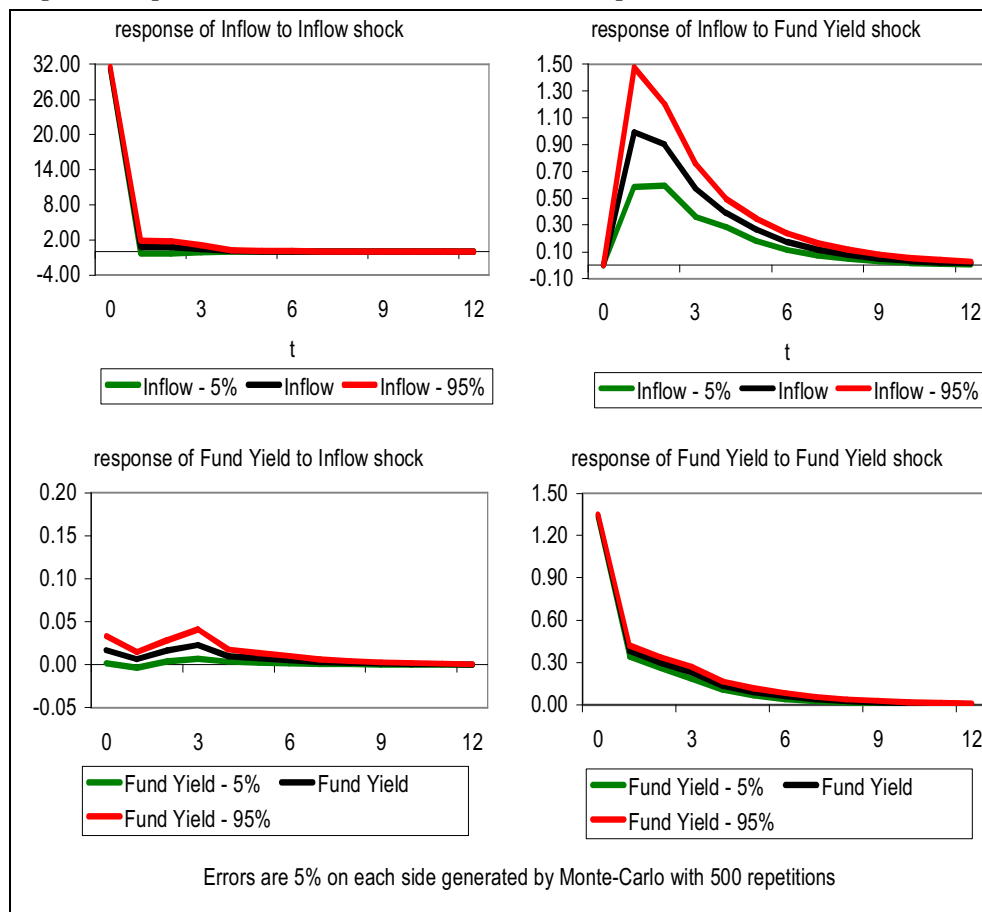 response of Inflow to Inflow shock
32.00
26.00
20.00
14.00
8.00
2.00
-4.00
0 3 6 9 12
t
Inflow - 5% Inflow Inflow - 95%
response of Inflow to Fund Yield shock
1.50
1.30
1.10
0.90
0.70
0.50
0.30
0.10
-0.10
0 3 6 9 12
t
Inflow - 5% Inflow Inflow - 95%
response of Fund Yield to Inflow shock
0.20
0.15
0.10
0.05
0.00
-0.05
0 3 6 9 12
Fund Yield - 5% Fund Yield
Fund Yield - 95%
response of Fund Yield to Fund Yield shock
1.50
1.20
0.90
0.60
0.30
0.00
0 3 6 9 12
Fund Yield - 5% Fund Yield
Fund Yield - 95%
Errors are 5% on each side generated by Monte-Carlo with 500 repetitions